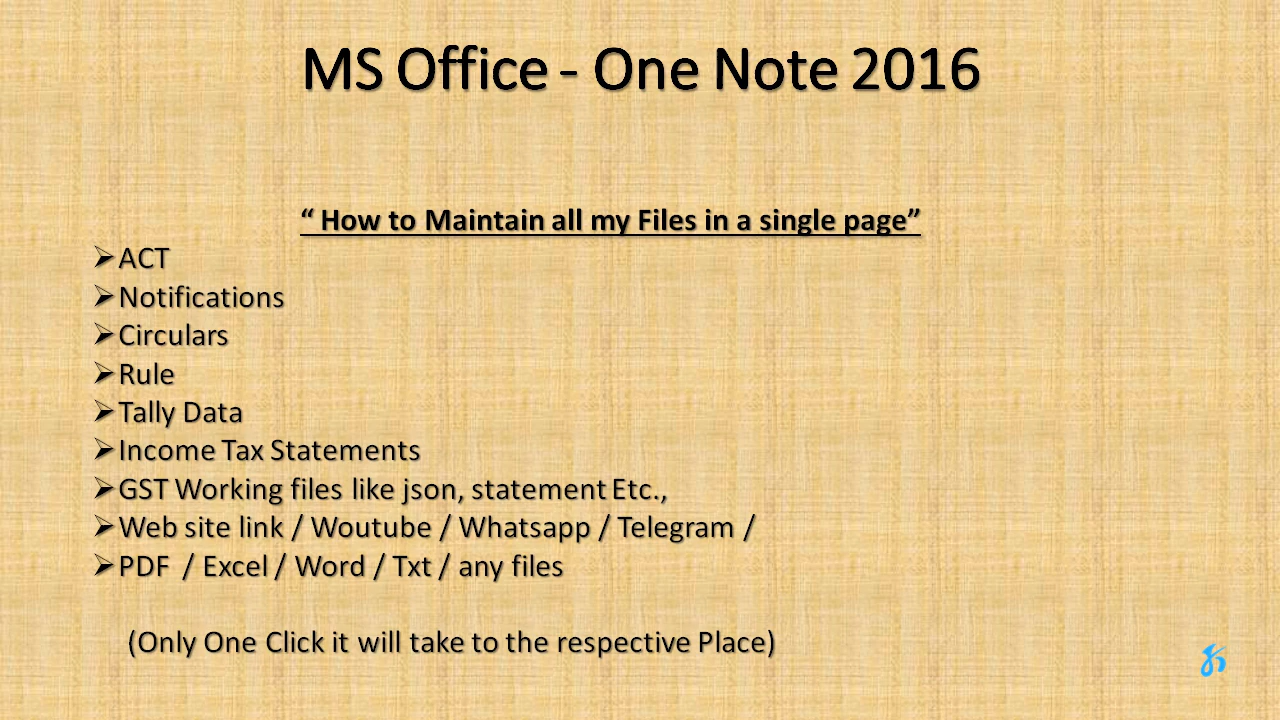 MS Office - One Note 2016
“ How to Maintain all my Files in a single page”
➢ACT
➢Notifications
➢Circulars
➢Rule
➢Tally Data
➢Income Tax Statements
➢GST Working files like json, statement Etc.,
➢Web site link / Woutube / Whatsapp / Telegram /
➢PDF / Excel / Word / Txt / any files
(Only One Click it will take to the respective Place)